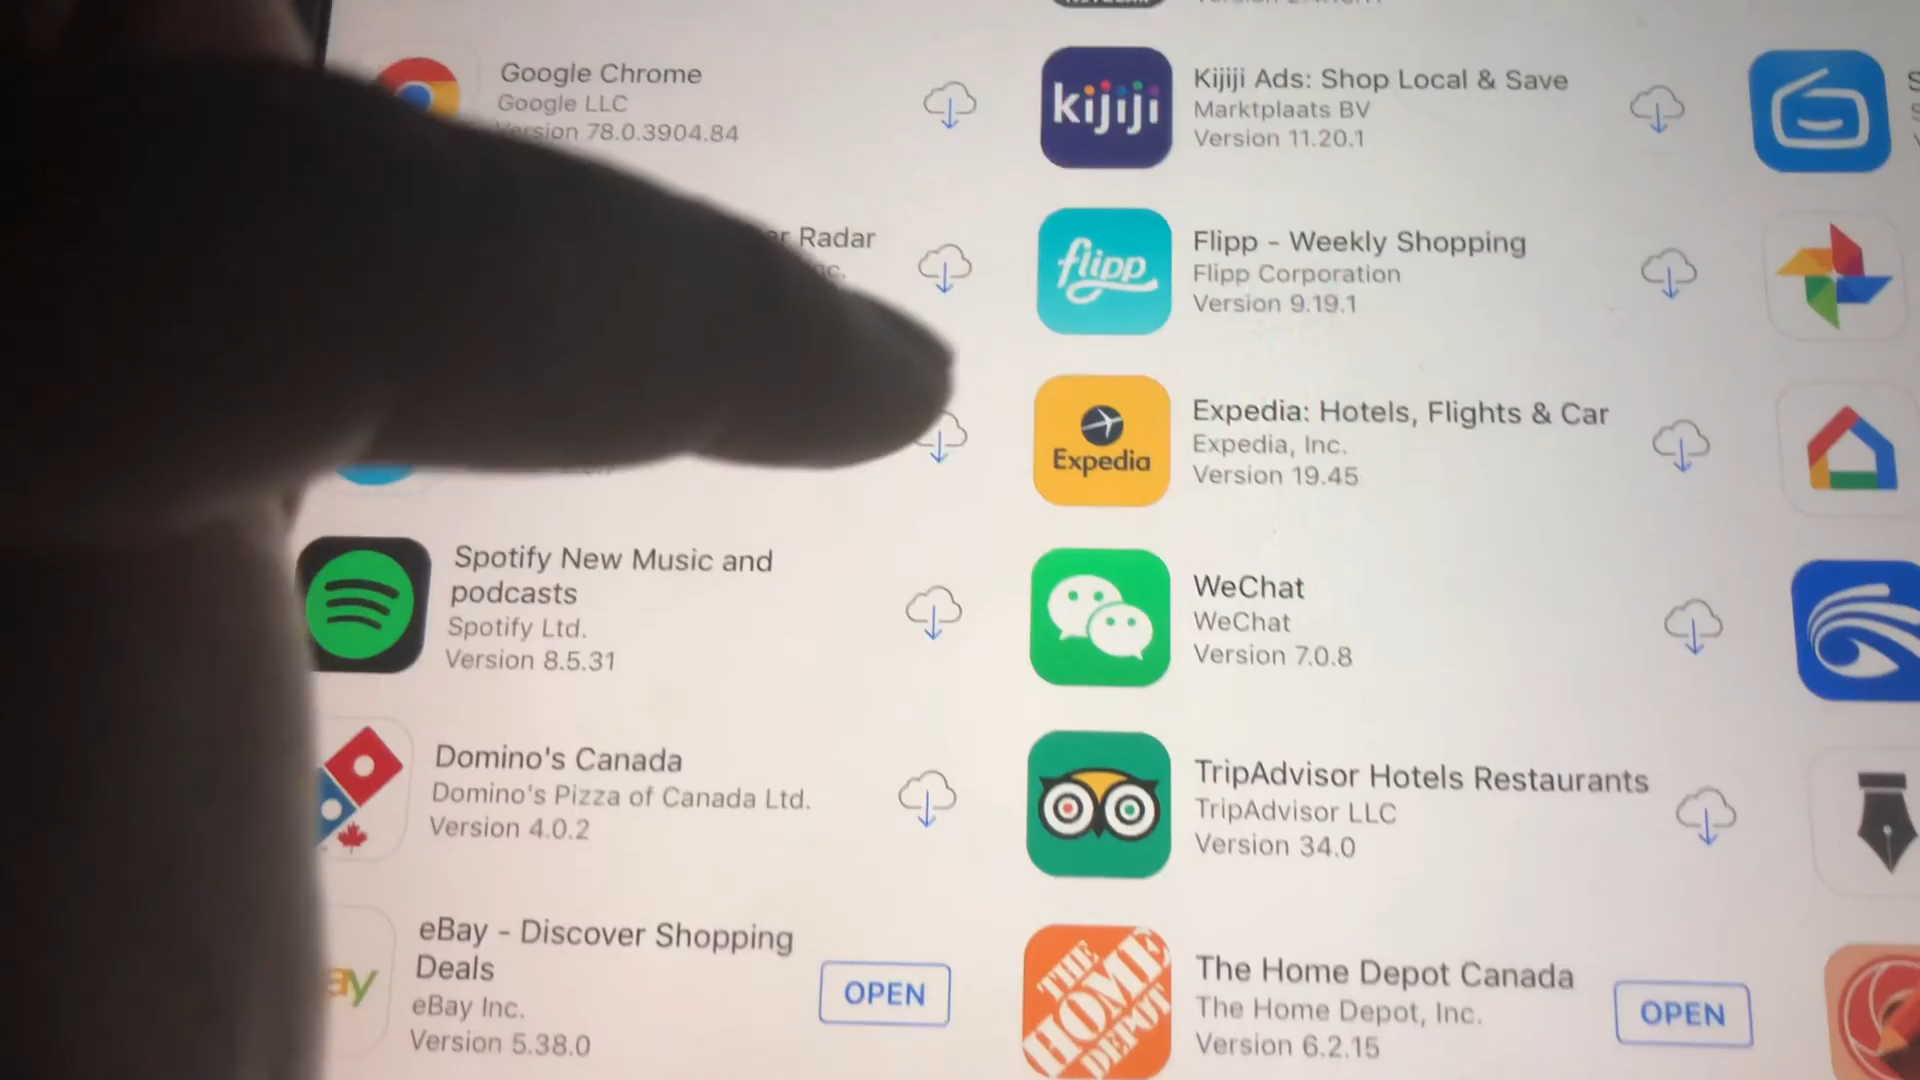 Google Chrome
Google LLC
Version 78.0.3904.84
Radar
kijiji
Kijiji Ads: Shop Local & Save
Marktplaats BV
Version 11.20.1
flipp
Flipp - Weekly Shopping
Flipp Corporation
Version 9.19.1
Expedia
Expedia: Hotels, Flights & Car
Expedia, Inc.
Version 19.45
Spotify New Music and
podcasts
Spotify Ltd.
Version 8.5.31
WeChat
WeChat
Version 7.0.8
Domino's Canada
Domino's Pizza of Canada Ltd.
Version 4.0.2
TripAdvisor Hotels Restaurants
TripAdvisor LLC
Version 34.0
eBay - Discover Shopping
Deals
eBay Inc.
Version 5.38.0
OPEN
THE
HOME
DEPOT
The Home Depot Canada
The Home Depot, Inc.
Version 6.2.15
OPEN